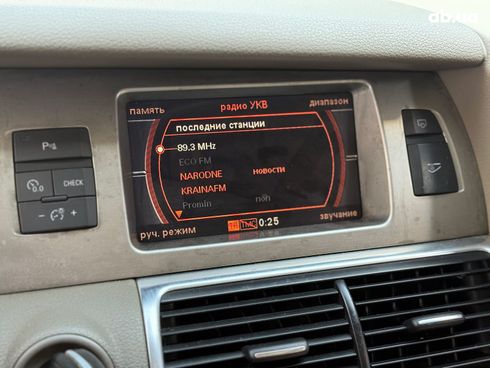 db.ua
память
радио УКВ
диапазон
последние станции
89.3 MHz
ECO FM
NARODNE новости
KRAINAFM
Promin поп
руч. режим
TMC 0:25
звучание
P
CHECK
- +